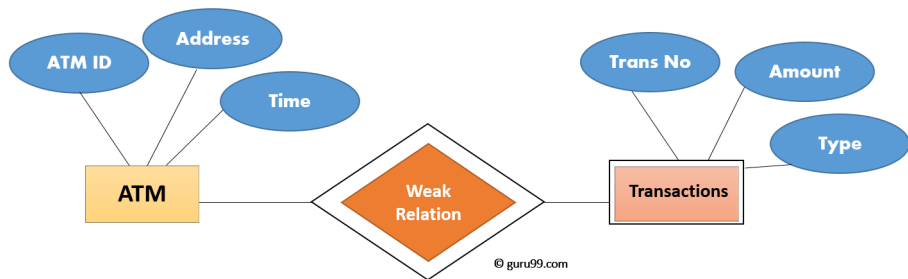 ATM ID
Address
Time
ATM
Weak
Relation
Trans No
Amount
Type
Transactions
© guru99.com